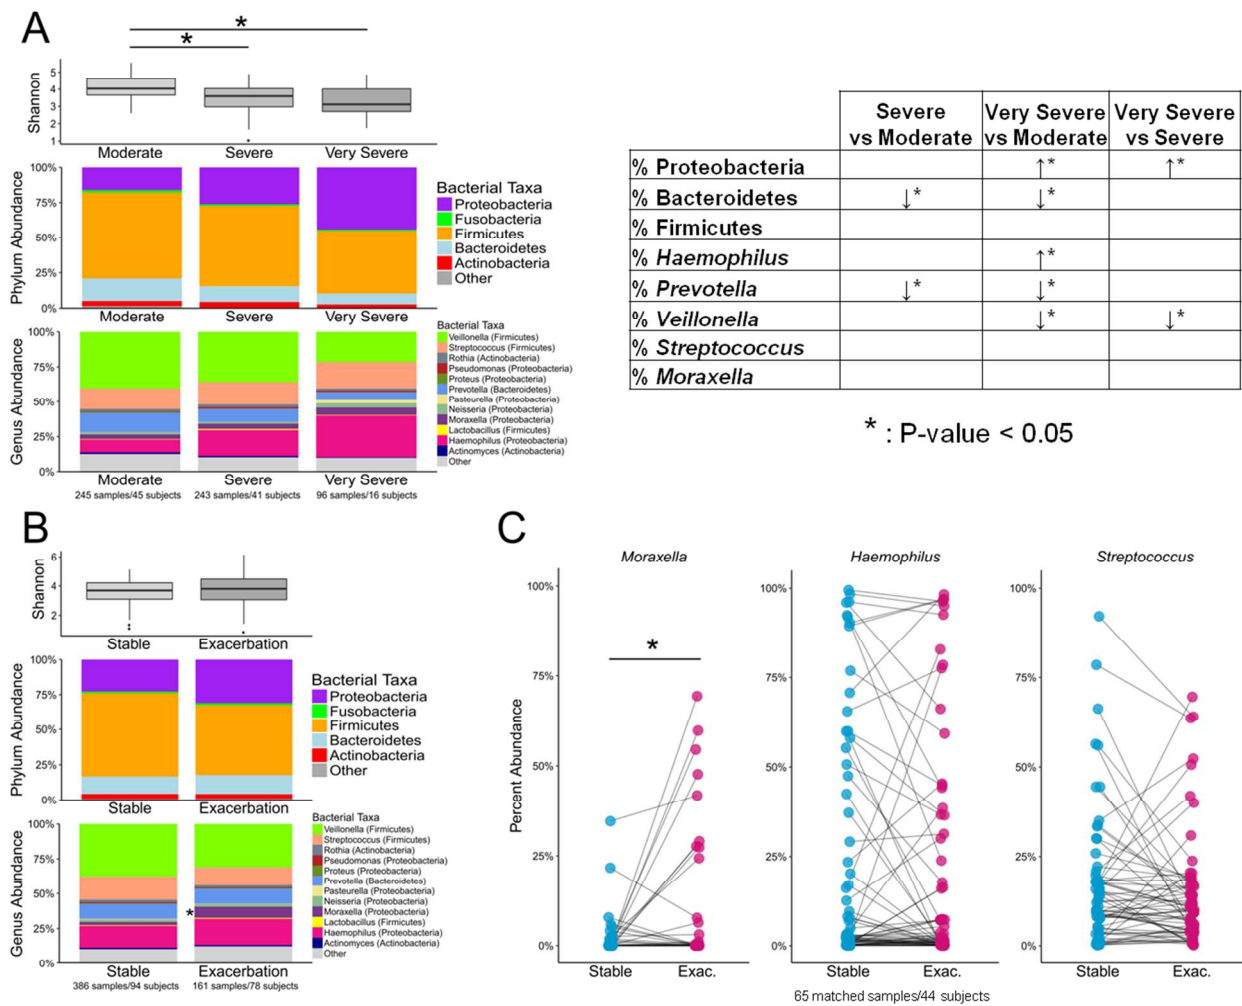 A
*
*
Shannon
5
4
3
2
1
Moderate
Severe
Very Severe
Phylum Abundance
100%
75%
50%
25%
0%
Moderate
Severe
Very Severe
Bacterial Taxa
Proteobacteria
Fusobacteria
Firmicutes
Bacteroidetes
Actinobacteria
Other
Genus Abundance
100%
75%
50%
25%
0%
Moderate
Severe
Very Severe
245 samples/45 subjects
243 samples/41 subjects
96 samples/16 subjects
Bacterial Taxa
Veillonella (Firmicutes)
Streptococcus (Firmicutes)
Rothia (Actinobacteria)
Pseudomonas (Proteobacteria)
Proteus (Proteobacteria)
Prevotella (Bacteroidetes)
Pasteurella (Proteobacteria)
Neisseria (Proteobacteria)
Moraxella (Proteobacteria)
Lactobacillus (Firmicutes)
Haemophilus (Proteobacteria)
Actinomyces (Actinobacteria)
Other
Severe vs Moderate
Very Severe vs Moderate
Very Severe vs Severe
% Proteobacteria ↑* ↑*
% Bacteroidetes ↓* ↓*
% Firmicutes
% Haemophilus ↑*
% Prevotella ↓* ↓*
% Veillonella ↓* ↓*
% Streptococcus
% Moraxella
* : P-value < 0.05
B
Shannon
6
4
2
Stable
Exacerbation
Phylum Abundance
100%
75%
50%
25%
0%
Stable
Exacerbation
Bacterial Taxa
Proteobacteria
Fusobacteria
Firmicutes
Bacteroidetes
Actinobacteria
Other
Genus Abundance
100%
75%
50%
25%
0%
*
Stable
Exacerbation
386 samples/94 subjects
161 samples/78 subjects
Bacterial Taxa
Veillonella (Firmicutes)
Streptococcus (Firmicutes)
Rothia (Actinobacteria)
Pseudomonas (Proteobacteria)
Proteus (Proteobacteria)
Prevotella (Bacteroidetes)
Pasteurella (Proteobacteria)
Neisseria (Proteobacteria)
Moraxella (Proteobacteria)
Lactobacillus (Firmicutes)
Haemophilus (Proteobacteria)
Actinomyces (Actinobacteria)
Other
C
Percent Abundance
Moraxella
100%
75%
50%
25%
0%
*
Stable
Exac.
Haemophilus
100%
75%
50%
25%
0%
Stable
Exac.
Streptococcus
100%
75%
50%
25%
0%
Stable
Exac.
65 matched samples/44 subjects